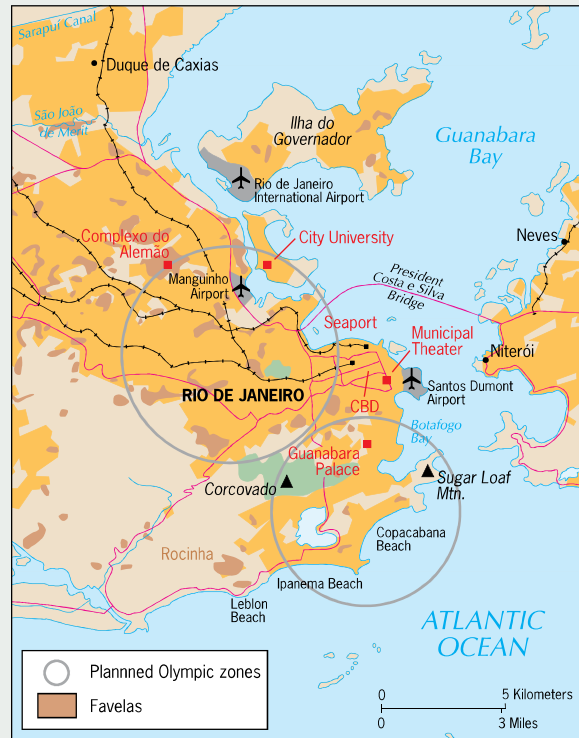 Sarapuí Canal
Duque de Caxias
São João
de Merití
Ilha do
Governador
Guanabara
Bay
Rio de Janeiro
International Airport
Complexo do
Alemão
City University
Neves
Manguinho
Airport
President
Costa e Silva
Bridge
Seaport
Municipal
Theater
Niterói
RIO DE JANEIRO
CBD
Santos Dumont
Airport
Botafogo
Bay
Guanabara
Palace
Corcovado
Sugar Loaf
Mtn.
Copacabana
Beach
Rocinha
Ipanema Beach
Leblon
Beach
ATLANTIC
OCEAN
Plannned Olympic zones
Favelas
0 5 Kilometers
0 3 Miles